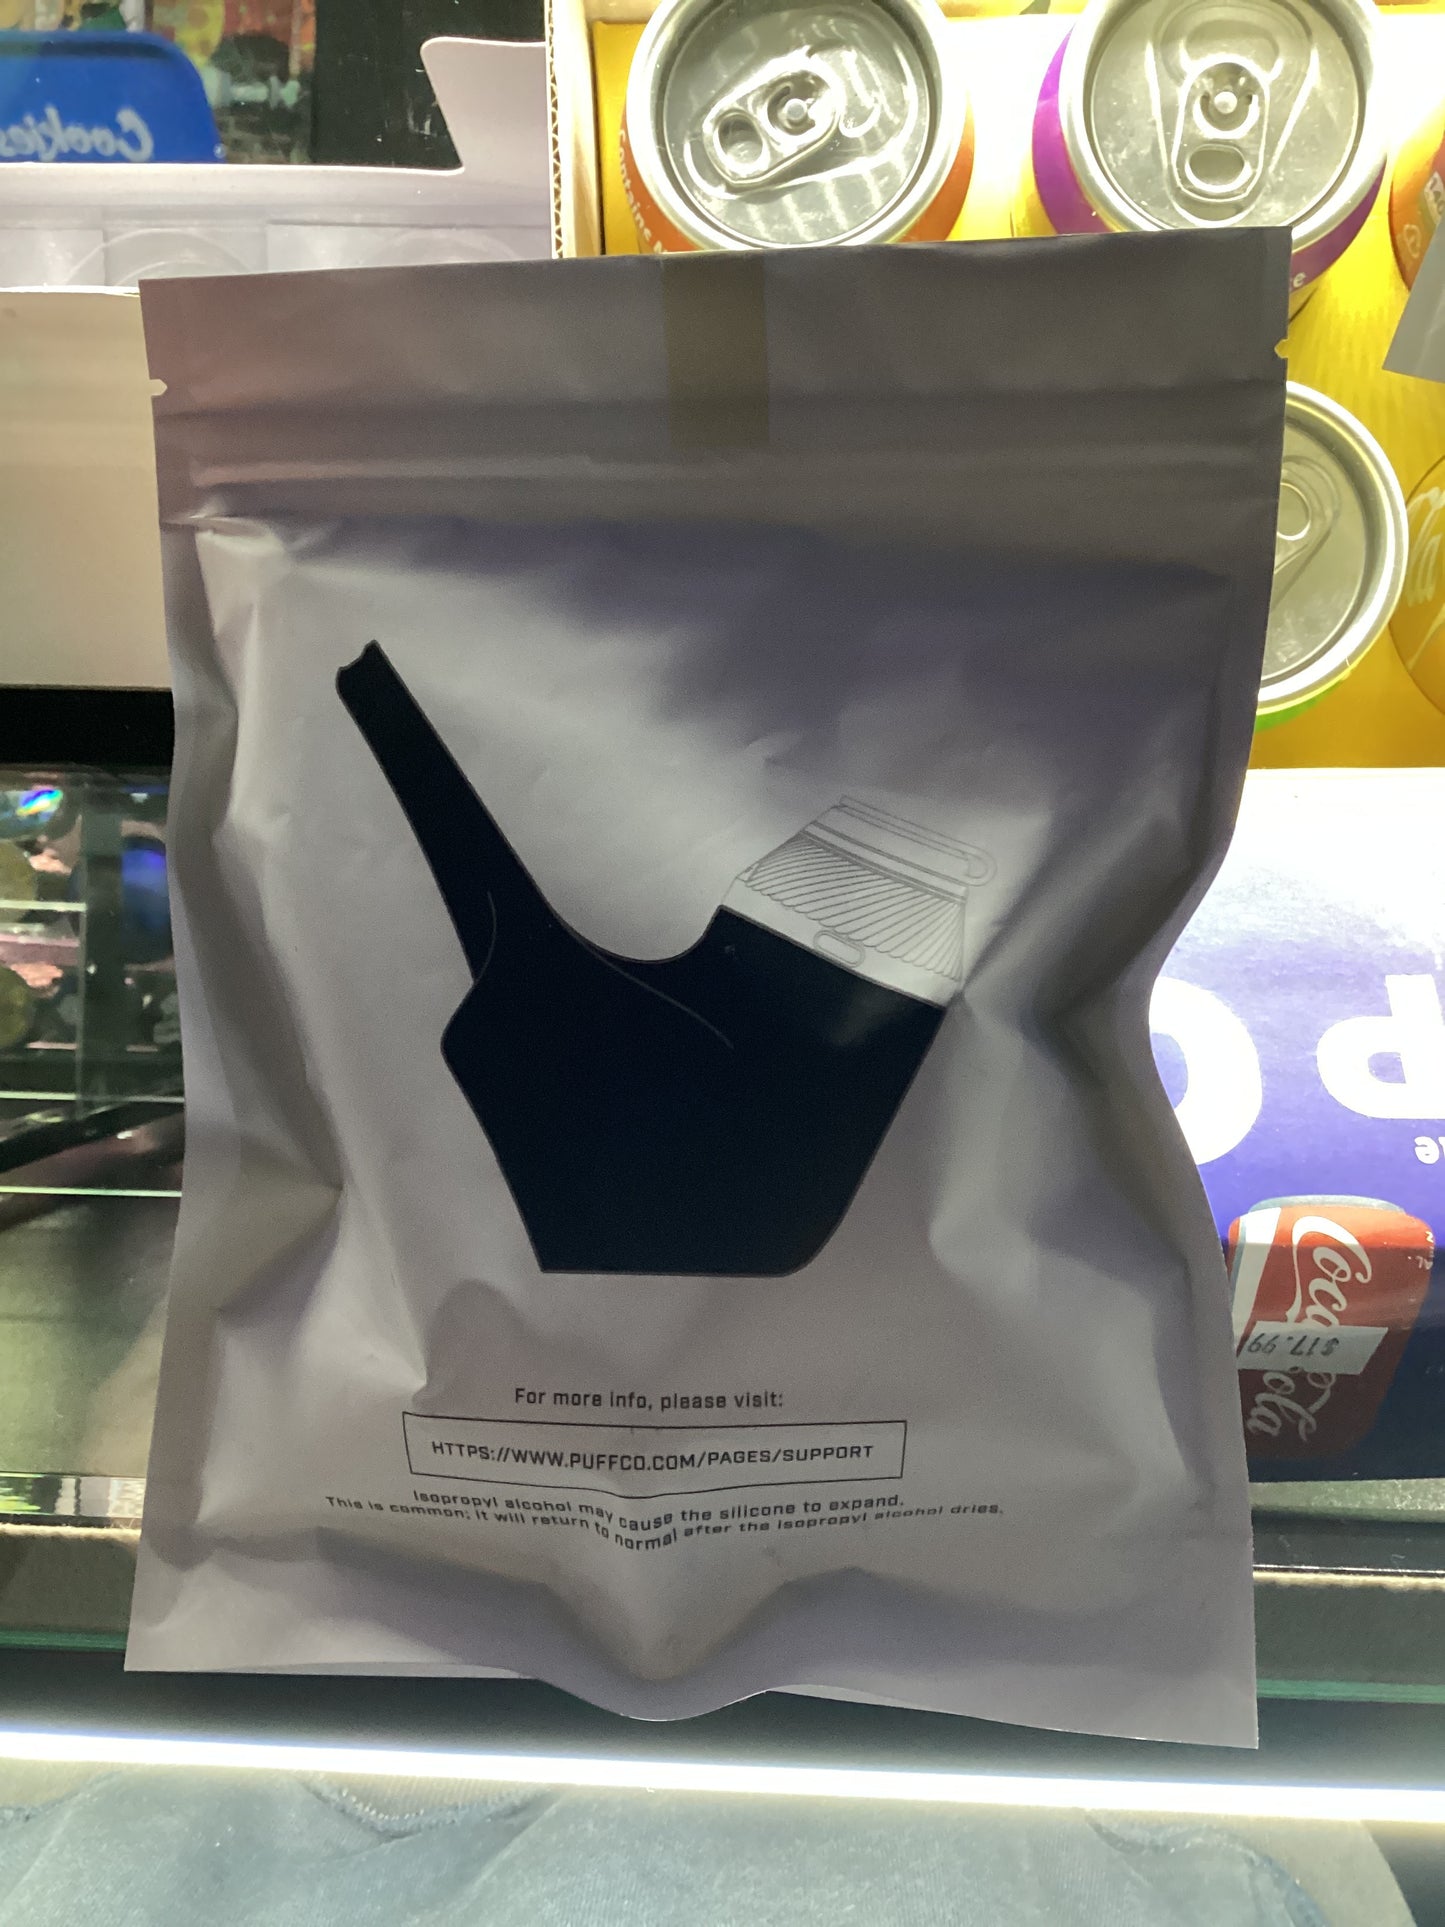 Cookies
For more info, please visit:
HTTPS://WWW.PUFFCO.COM/PAGES/SUPPORT
Isopropyl alcohol may cause the silicone to expand.
This is common; it will return to normal after the isopropyl alcohol dries.
Coca
Cola
$17.99